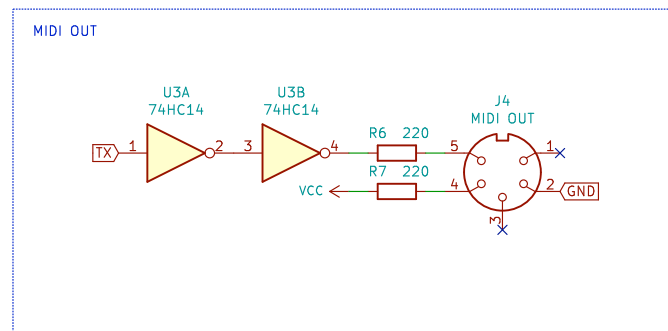 MIDI OUT
U3A
74HC14
U3B
74HC14
J4
MIDI OUT
R6 220
TX 1 2 3 4 5 1
R7 220
VCC 4 2 GND
3